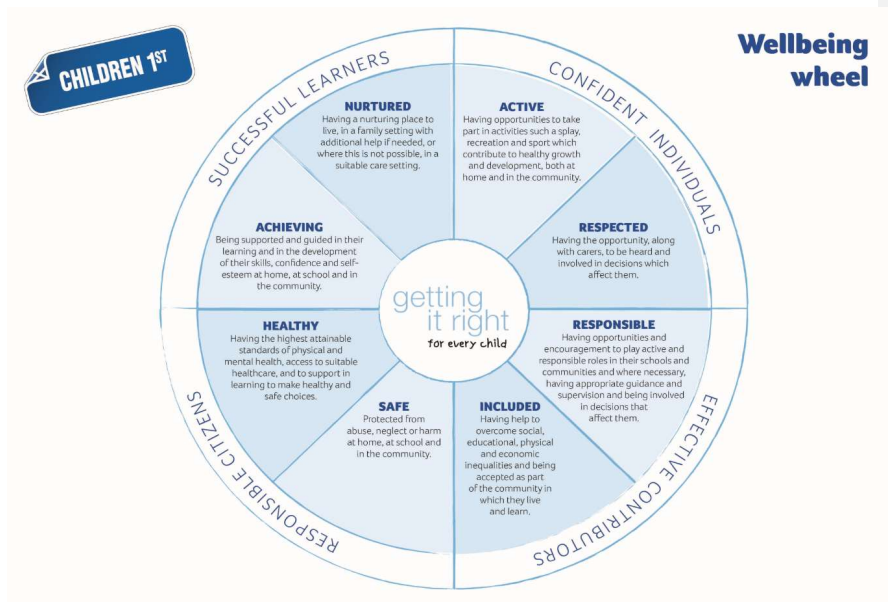 CHILDREN 1ST
Wellbeing
wheel
SUCCESSFUL LEARNERS
CONFIDENT INDIVIDUALS
NURTURED
Having a nurturing place to
live, in a family setting with
additional help if needed, or
where this is not possible, in a
suitable care setting.
ACTIVE
Having opportunities to take
part in activities such a splay,
recreation and sport which
contribute to healthy growth
and development, both at
home and in the community.
ACHIEVING
Being supported and guided in their
learning and in the development
of their skills, confidence and self-
esteem at home, at school and in
the community.
RESPECTED
Having the opportunity, along
with carers, to be heard and
involved in decisions which
affect them.
getting
it right
for every child
HEALTHY
Having the highest attainable
standards of physical and
mental health, access to suitable
healthcare, and to support in
learning to make healthy and
safe choices.
RESPONSIBLE
Having opportunities and
encouragement to play active and
responsible roles in their schools and
communities and where necessary,
having appropriate guidance and
supervision and being involved
in decisions that
affect them.
SAFE
Protected from
abuse, neglect or harm
at home, at school and
in the community.
INCLUDED
Having help to
overcome social,
educational, physical
and economic
inequalities and being
accepted as part
of the community in
which they live
and learn.
RESPONSIBLE CITIZENS
EFFECTIVE CONTRIBUTORS